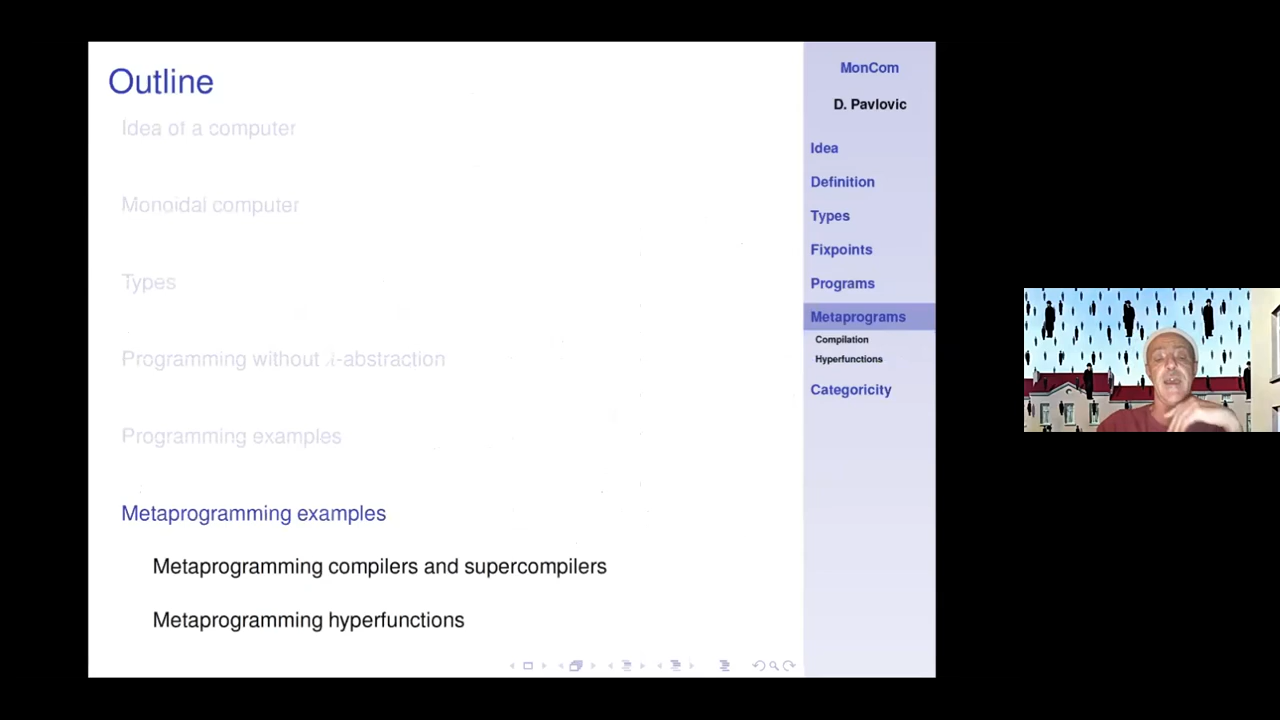 Outline
Idea of a computer
Monoidal computer
Types
Programming without λ-abstraction
Programming examples
Metaprogramming examples
Metaprogramming compilers and supercompilers
Metaprogramming hyperfunctions
MonCom
D. Pavlovic
Idea
Definition
Types
Fixpoints
Programs
Metaprograms
Compilation
Hyperfunctions
Categoricity